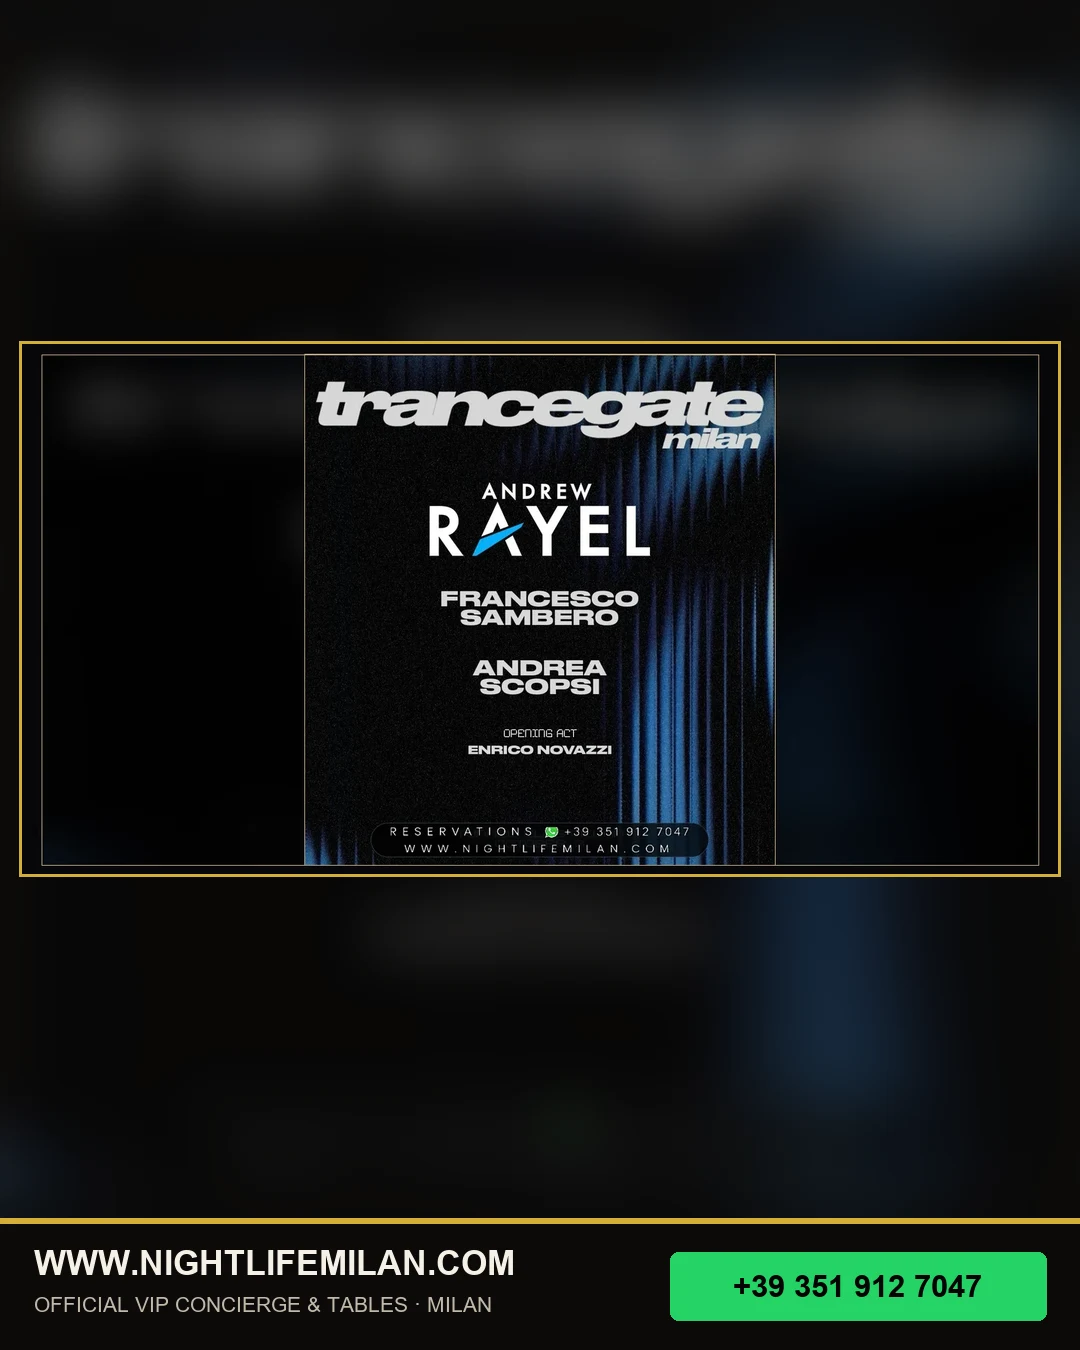 trancegate
milan
ANDREW
RAYEL
FRANCESCO
SAMBERO
ANDREA
SCOPSI
OPENING ACT
ENRICO NOVAZZI
RESERVATIONS +39 351 912 7047
WWW.NIGHTLIFEMILAN.COM
WWW.NIGHTLIFEMILAN.COM
OFFICIAL VIP CONCIERGE & TABLES · MILAN
+39 351 912 7047